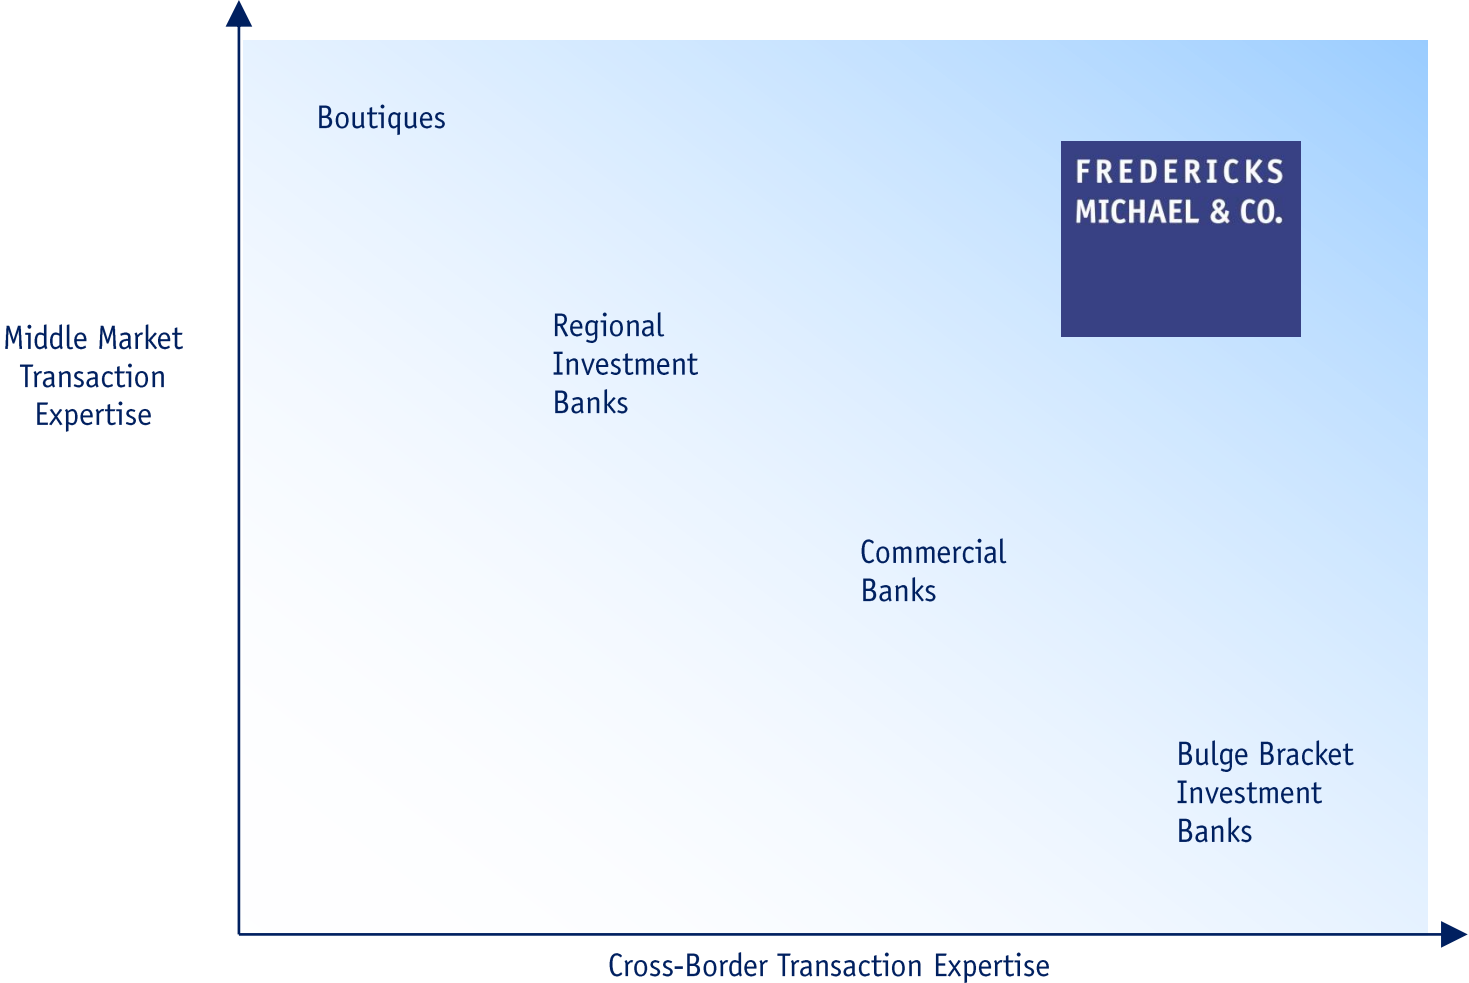 Boutiques
FREDERICKS
MICHAEL & CO.
Regional
Investment
Banks
Middle Market
Transaction
Expertise
Commercial
Banks
Bulge Bracket
Investment
Banks
Cross-Border Transaction Expertise